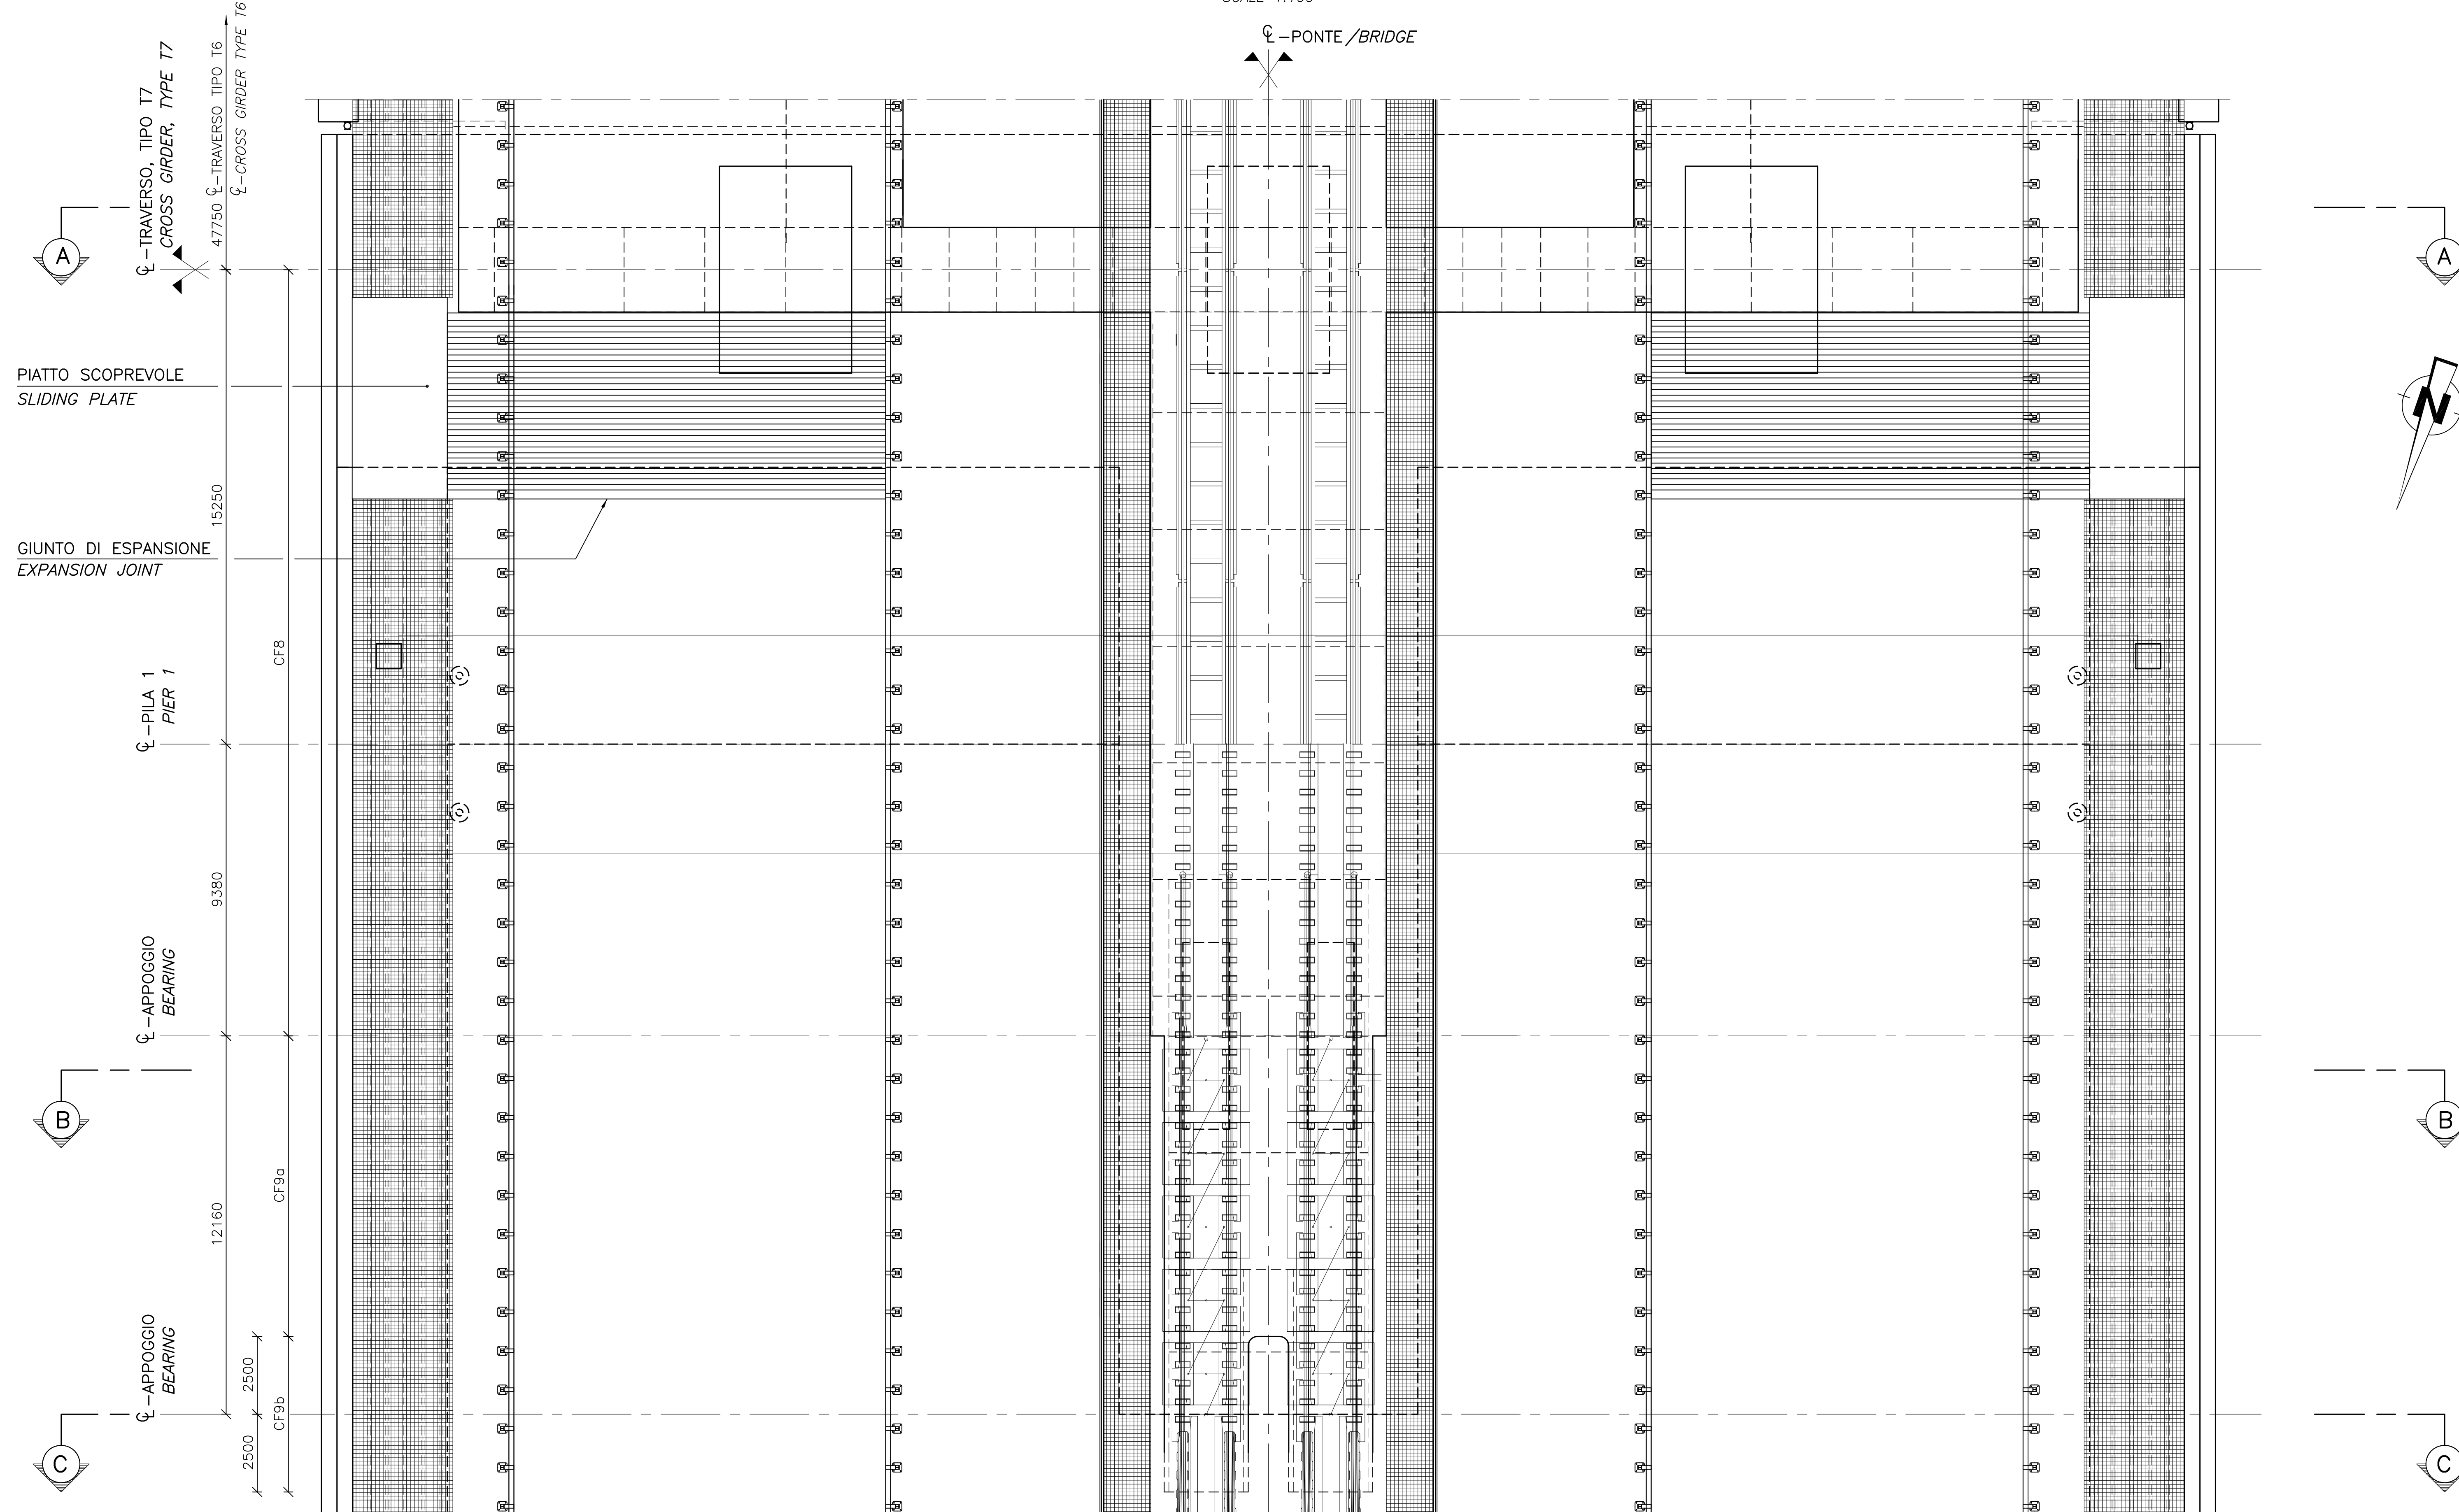 ℄-PONTE/BRIDGE
℄-TRAVERSO, TIPO T7
CROSS GIRDER, TYPE T7
47750
℄-TRAVERSO TIPO T6
℄-CROSS GIRDER TYPE T6
A
A
N
PIATTO SCOPREVOLE
SLIDING PLATE
15250
GIUNTO DI ESPANSIONE
EXPANSION JOINT
CF8
℄-PILA 1
PIER 1
9380
℄-APPOGGIO
BEARING
B
B
CF9a
12160
℄-APPOGGIO
BEARING
2500
CF9b
2500
C
C